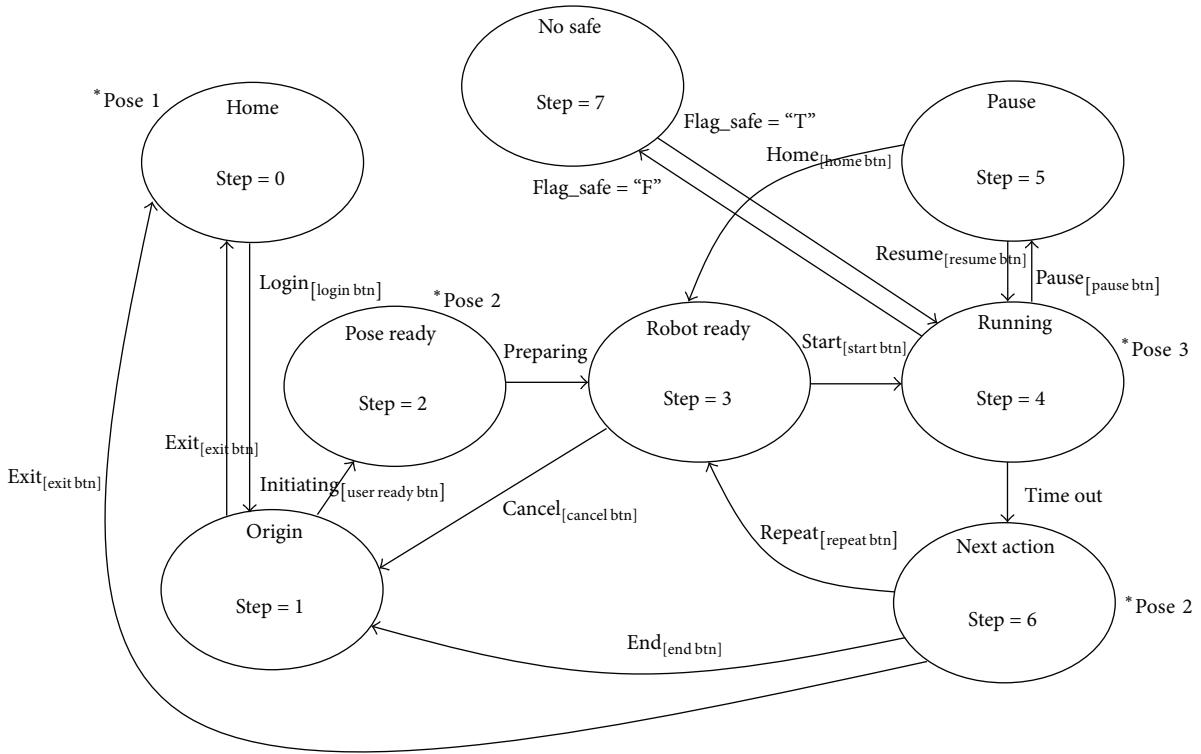 No safe
Step = 7
*Pose 1
Home
Step = 0
Pause
Step = 5
Flag_safe = “T”
Home[home btn]
Flag_safe = “F”
Resume[resume btn]
Pause[pause btn]
Login[login btn]
*Pose 2
Pose ready
Step = 2
Preparing
Robot ready
Step = 3
Start[start btn]
Running
Step = 4
*Pose 3
Exit[exit btn]
Exit[exit btn]
Initiating[user ready btn]
Cancel[cancel btn]
Time out
Origin
Step = 1
Repeat[repeat btn]
Next action
Step = 6
*Pose 2
End[end btn]